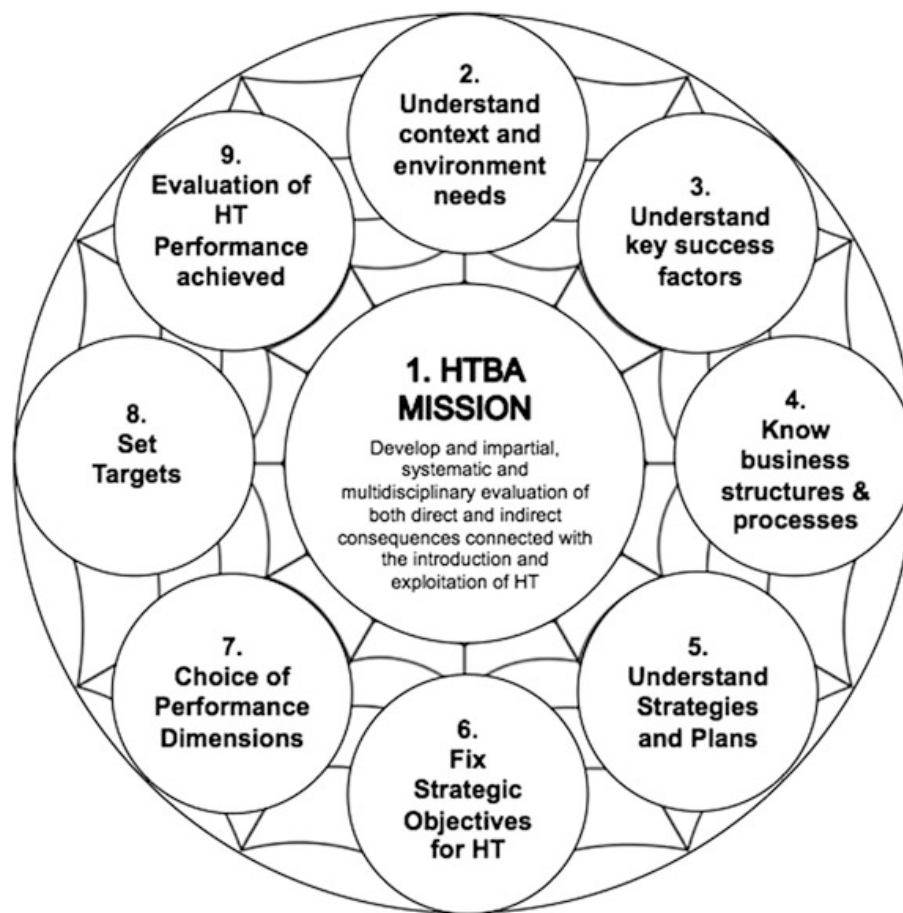 1. HTBA
MISSION
Develop and impartial,
systematic and
multidisciplinary evaluation of
both direct and indirect
consequences connected with
the introduction and
exploitation of HT
2.
Understand
context and
environment
needs
3.
Understand
key success
factors
4.
Know
business
structures &
processes
5.
Understand
Strategies
and Plans
6.
Fix
Strategic
Objectives
for HT
7.
Choice of
Performance
Dimensions
8.
Set
Targets
9.
Evaluation of
HT
Performance
achieved